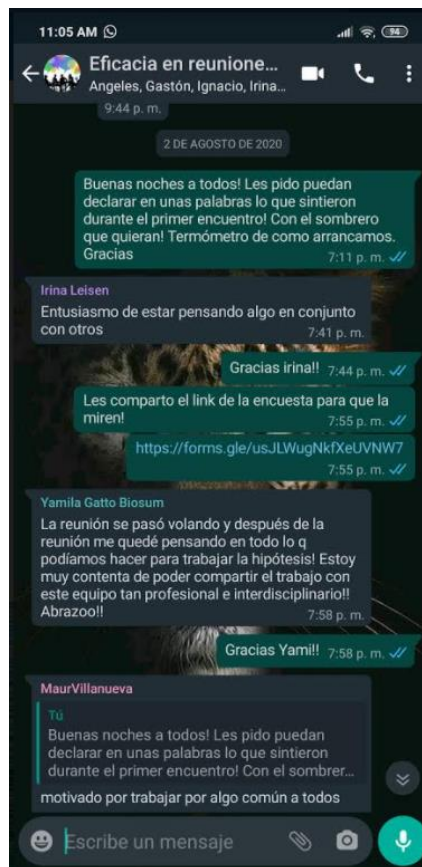 11:05 AM
94
Eficacia en reunione...
Angeles, Gastón, Ignacio, Irina...
9:44 p. m.
2 DE AGOSTO DE 2020
Buenas noches a todos! Les pido puedan
declarar en unas palabras lo que sintieron
durante el primer encuentro! Con el sombrero
que quieran! Termómetro de como arrancamos.
Gracias
7:11 p. m.
Irina Leisen
Entusiasmo de estar pensando algo en conjunto
con otros
7:41 p. m.
Gracias irina!! 7:44 p. m.
Les comparto el link de la encuesta para que la
miren!
7:55 p. m.
https://forms.gle/usJLWugNkfXeUVNW7
7:55 p. m.
Yamila Gatto Biosum
La reunión se pasó volando y después de la
reunión me quedé pensando en todo lo q
podíamos hacer para trabajar la hipótesis! Estoy
muy contenta de poder compartir el trabajo con
este equipo tan profesional e interdisciplinario!!
Abrazoo!!
7:58 p. m.
Gracias Yami!! 7:58 p. m.
MaurVillanueva
Tú
Buenas noches a todos! Les pido puedan
declarar en unas palabras lo que sintieron
durante el primer encuentro! Con el sombrer...
motivado por trabajar por algo común a todos
Escribe un mensaje